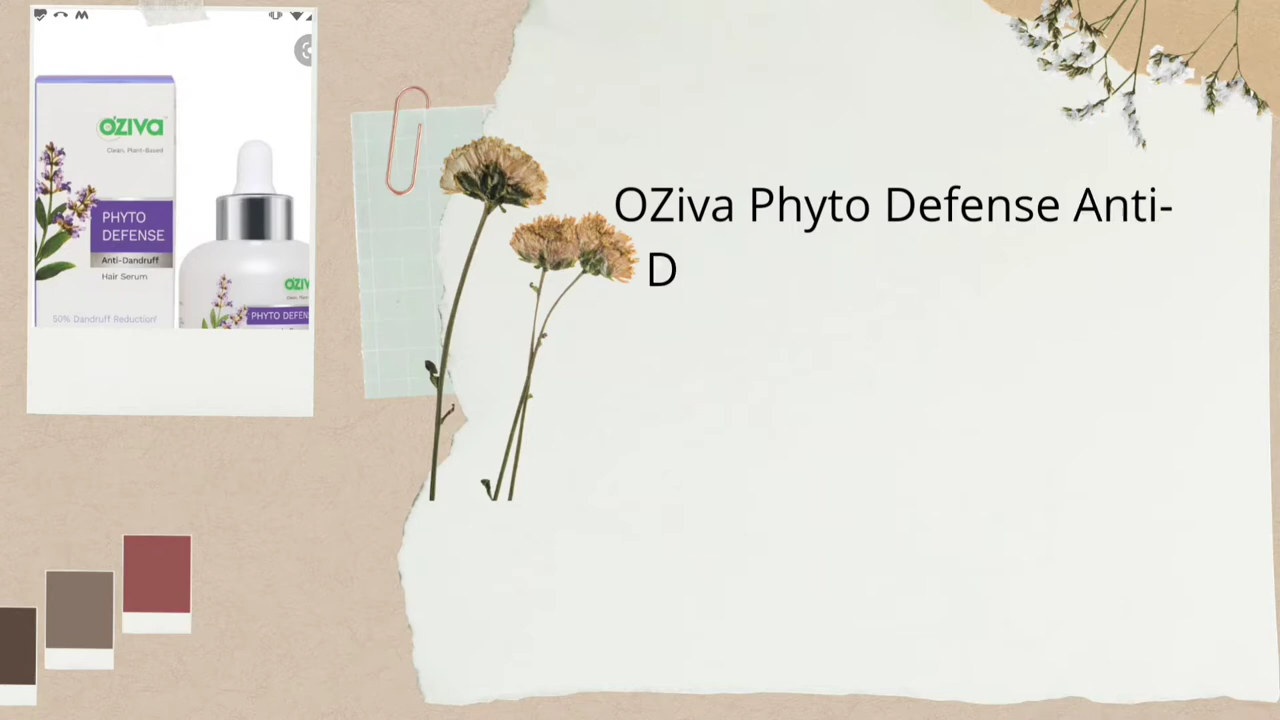 OZIVA
Clean, Plant-Based
PHYTO
DEFENSE
Anti-Dandruff
Hair Serum
50% Dandruff Reduction
OZIV
PHYTO DEFEN
OZiva Phyto Defense Anti-
D